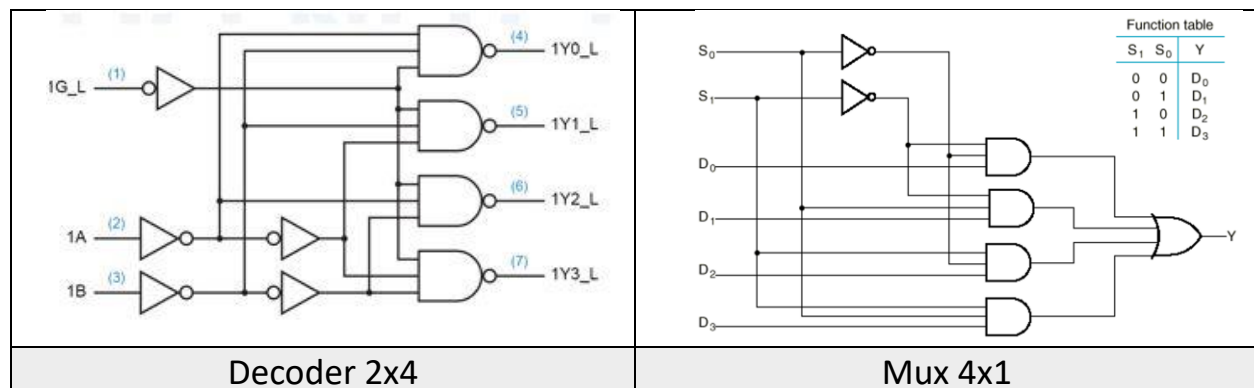 (1)
1G_L
(2)
1A
(3)
1B
(4)
1Y0_L
(5)
1Y1_L
(6)
1Y2_L
(7)
1Y3_L
Decoder 2x4
S0
S1
D0
D1
D2
D3
Y
Function table
S1 S0 Y
0 0 D0
0 1 D1
1 0 D2
1 1 D3
Mux 4x1